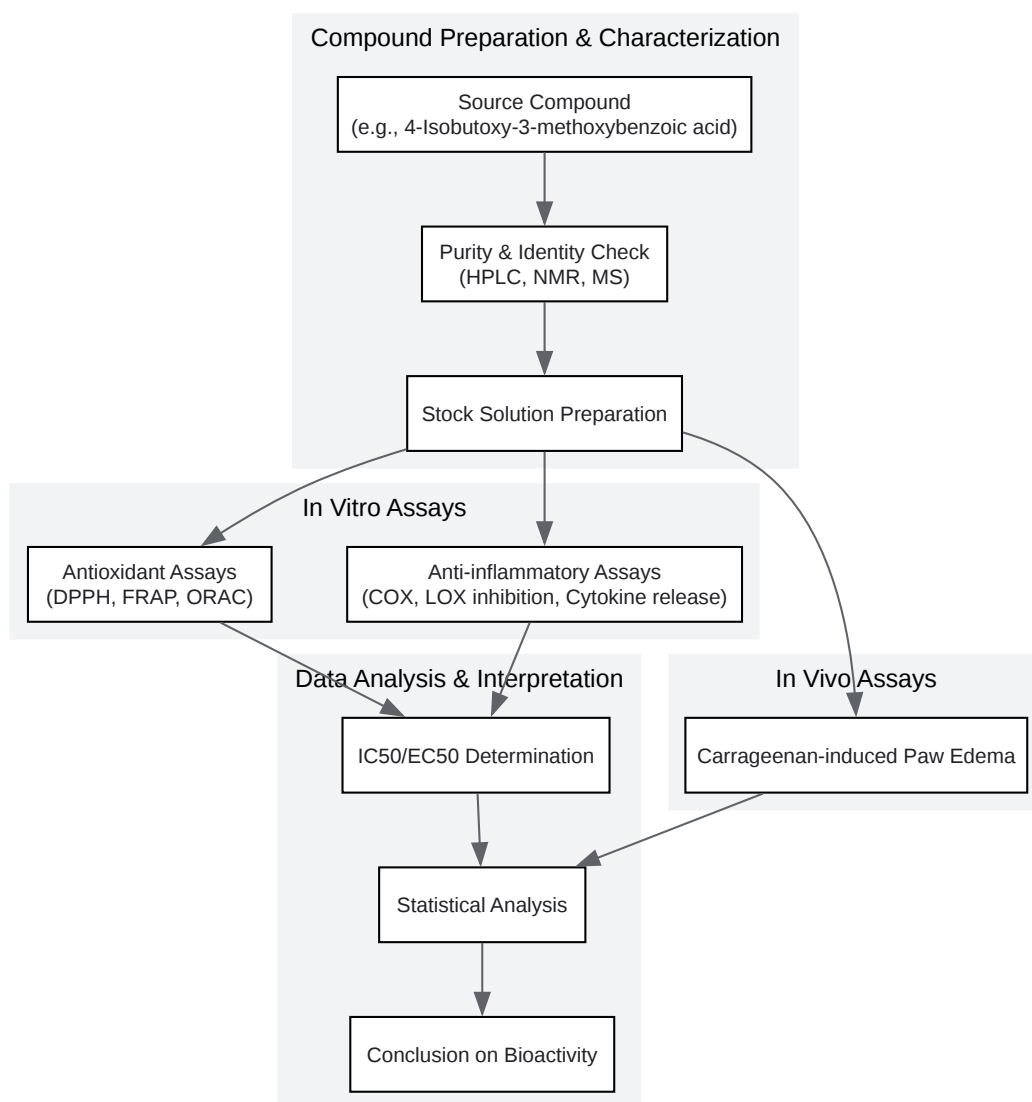 Compound Preparation & Characterization
Source Compound
(e.g., 4-Isobutoxy-3-methoxybenzoic acid)
Purity & Identity Check
(HPLC, NMR, MS)
Stock Solution Preparation
In Vitro Assays
Antioxidant Assays
(DPPH, FRAP, ORAC)
Anti-inflammatory Assays
(COX, LOX inhibition, Cytokine release)
Data Analysis & Interpretation
In Vivo Assays
IC50/EC50 Determination
Carrageenan-induced Paw Edema
Statistical Analysis
Conclusion on Bioactivity